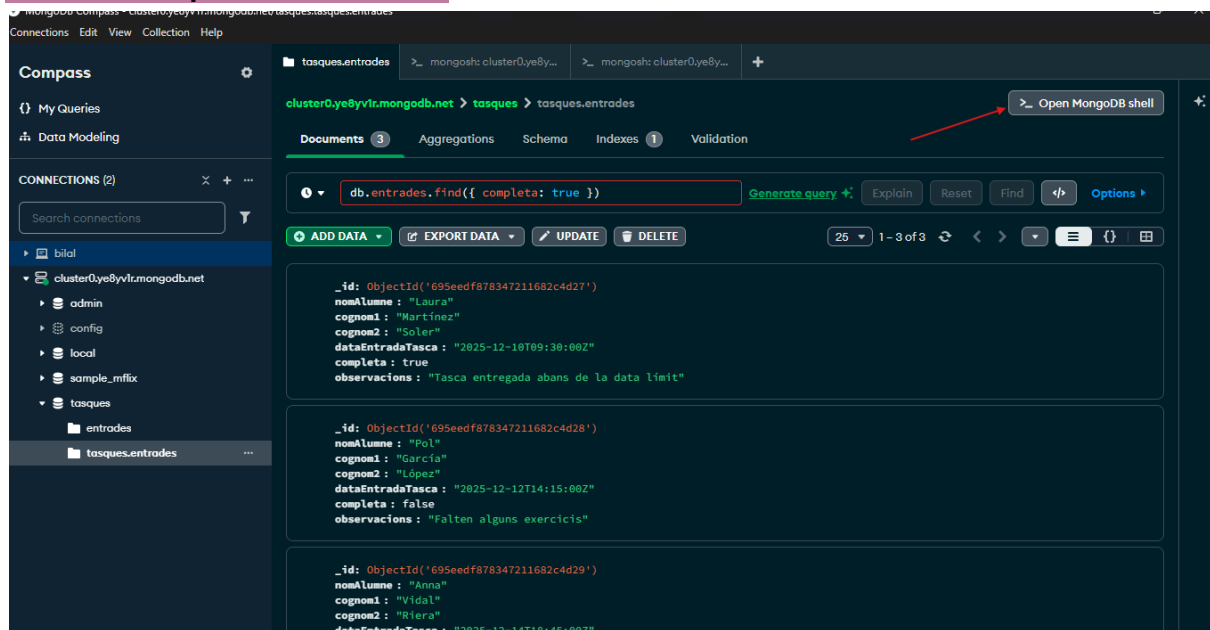 MongoDB Compass - cluster0.ye8yv1r.mongodb.net/tasques.tasques.entrades
Connections Edit View Collection Help
Compass
My Queries
Data Modeling
CONNECTIONS (2)
Search connections
bilal
cluster0.ye8yv1r.mongodb.net
admin
config
local
sample_mflix
tasques
entrades
tasques.entrades
tasques.entrades >_ mongosh: cluster0.ye8y... >_ mongosh: cluster0.ye8y... +
cluster0.ye8yv1r.mongodb.net > tasques > tasques.entrades
>_ Open MongoDB shell
Documents 3 Aggregations Schema Indexes 1 Validation
db.entrades.find({ completa: true }) Generate query Explain Reset Find </> Options
ADD DATA EXPORT DATA UPDATE DELETE 25 1 – 3 of 3 {}
_id: ObjectId('695eedf878347211682c4d27')
nomAlumne : "Laura"
cognom1 : "Martínez"
cognom2 : "Soler"
dataEntradaTasca : "2025-12-10T09:30:00Z"
completa : true
observacions : "Tasca entregada abans de la data límit"
_id: ObjectId('695eedf878347211682c4d28')
nomAlumne : "Pol"
cognom1 : "García"
cognom2 : "López"
dataEntradaTasca : "2025-12-12T14:15:00Z"
completa : false
observacions : "Falten alguns exercicis"
_id: ObjectId('695eedf878347211682c4d29')
nomAlumne : "Anna"
cognom1 : "Vidal"
cognom2 : "Riera"
dataEntradaTasca : "2025-12-14T18:45:00Z"